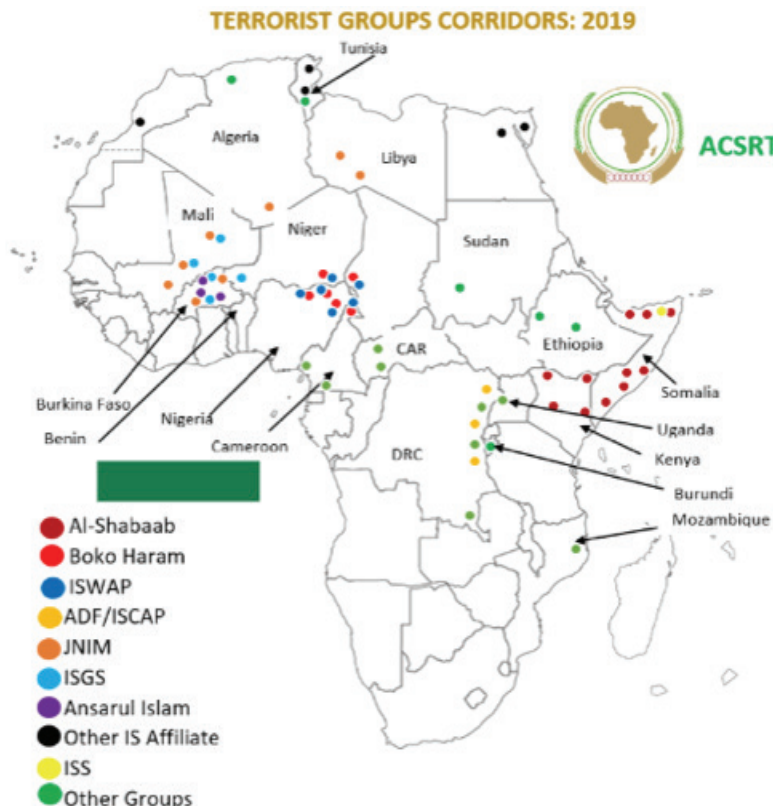 TERRORIST GROUPS CORRIDORS: 2019
Tunisia
ACSRT
Algeria
Libya
Mali
Niger
Sudan
CAR
Ethiopia
Somalia
Burkina Faso
Nigeria
Uganda
Benin
Cameroon
DRC
Kenya
Burundi
Mozambique
Al-Shabaab
Boko Haram
ISWAP
ADF/ISCAP
JNIM
ISGS
Ansarul Islam
Other IS Affiliate
ISS
Other Groups